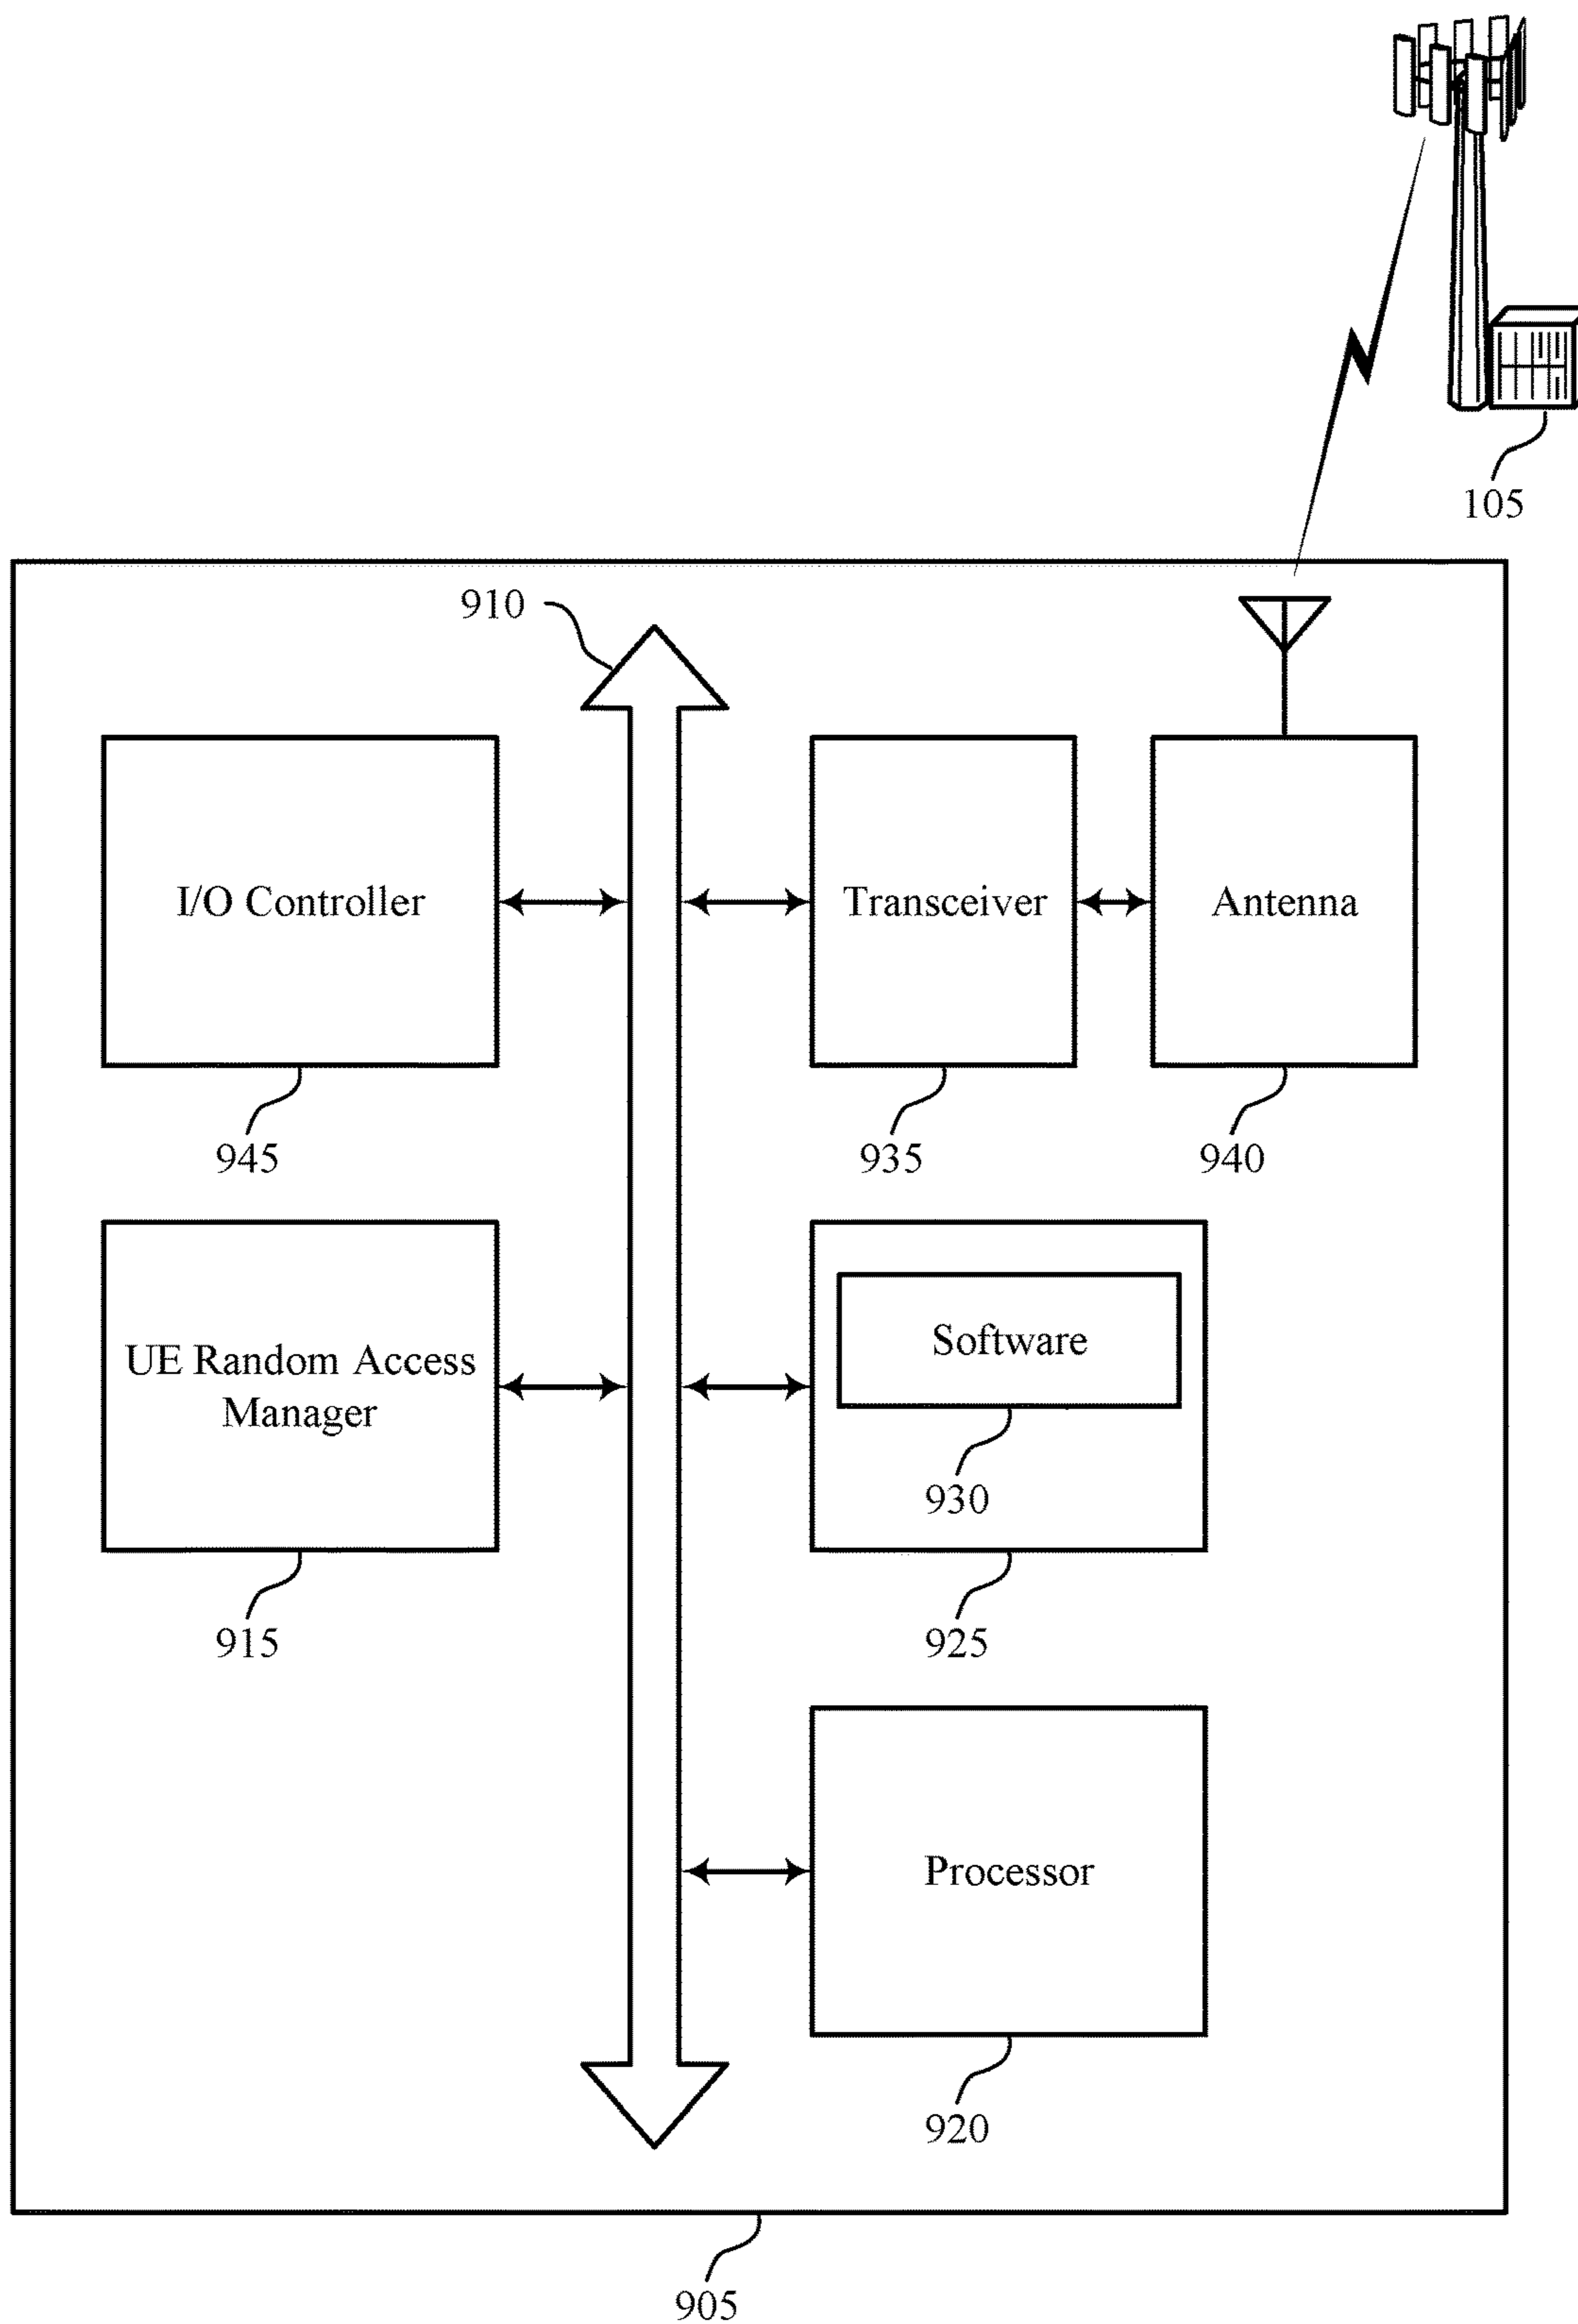 105
910
I/O Controller
Transceiver
Antenna
945
935
940
UE Random Access
Manager
Software
930
915
925
Processor
920
905